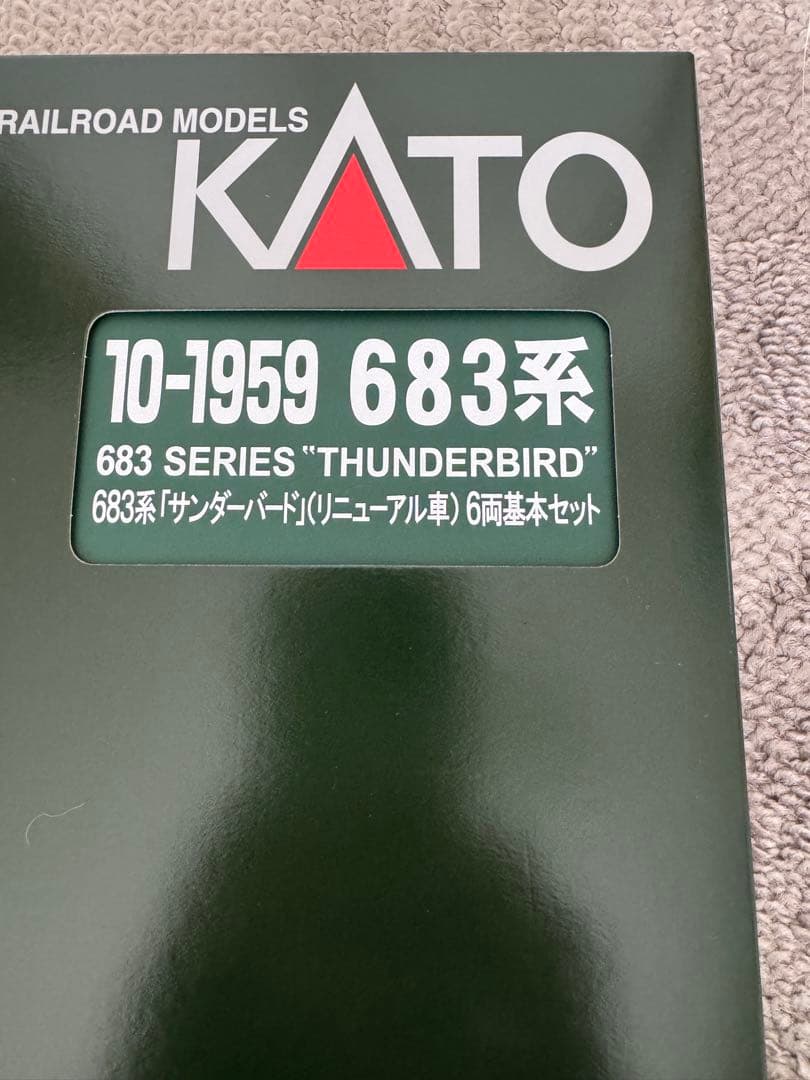 RAILROAD MODELS
KATO
10-1959 683系
683 SERIES "THUNDERBIRD"
683系「サンダーバード」(リニューアル車) 6両基本セット